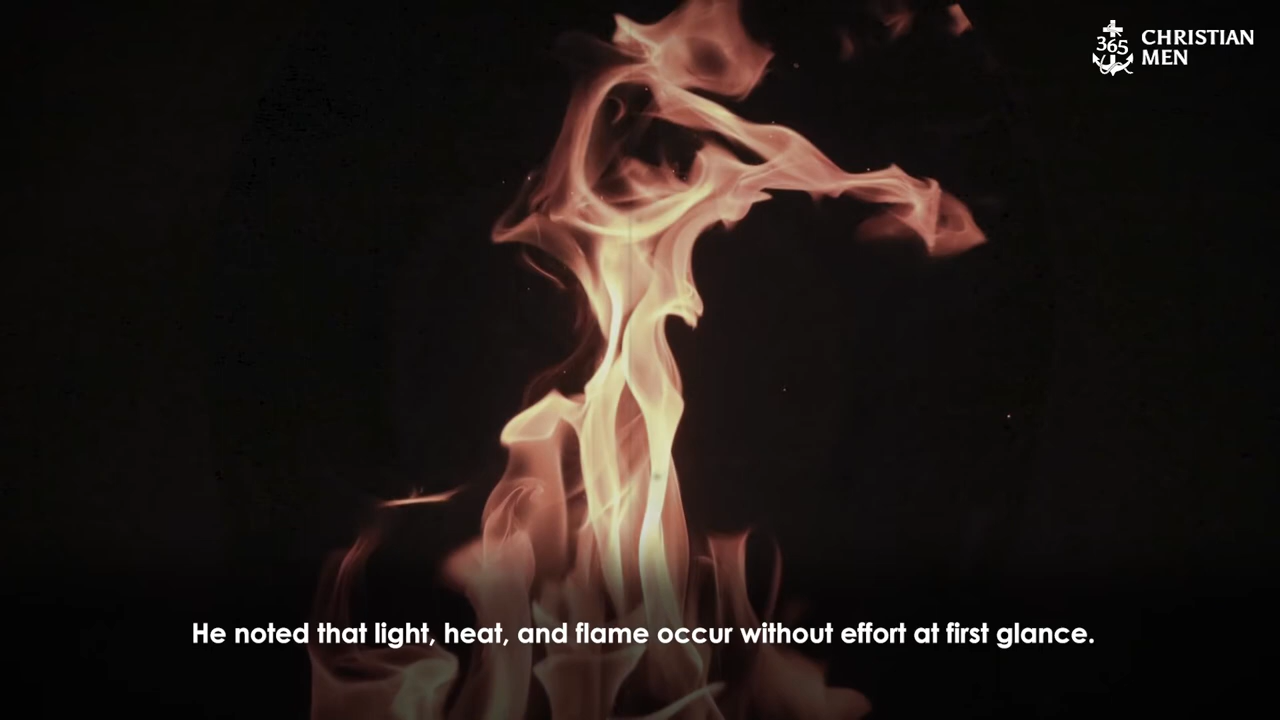 365
CHRISTIAN
MEN
He noted that light, heat, and flame occur without effort at first glance.